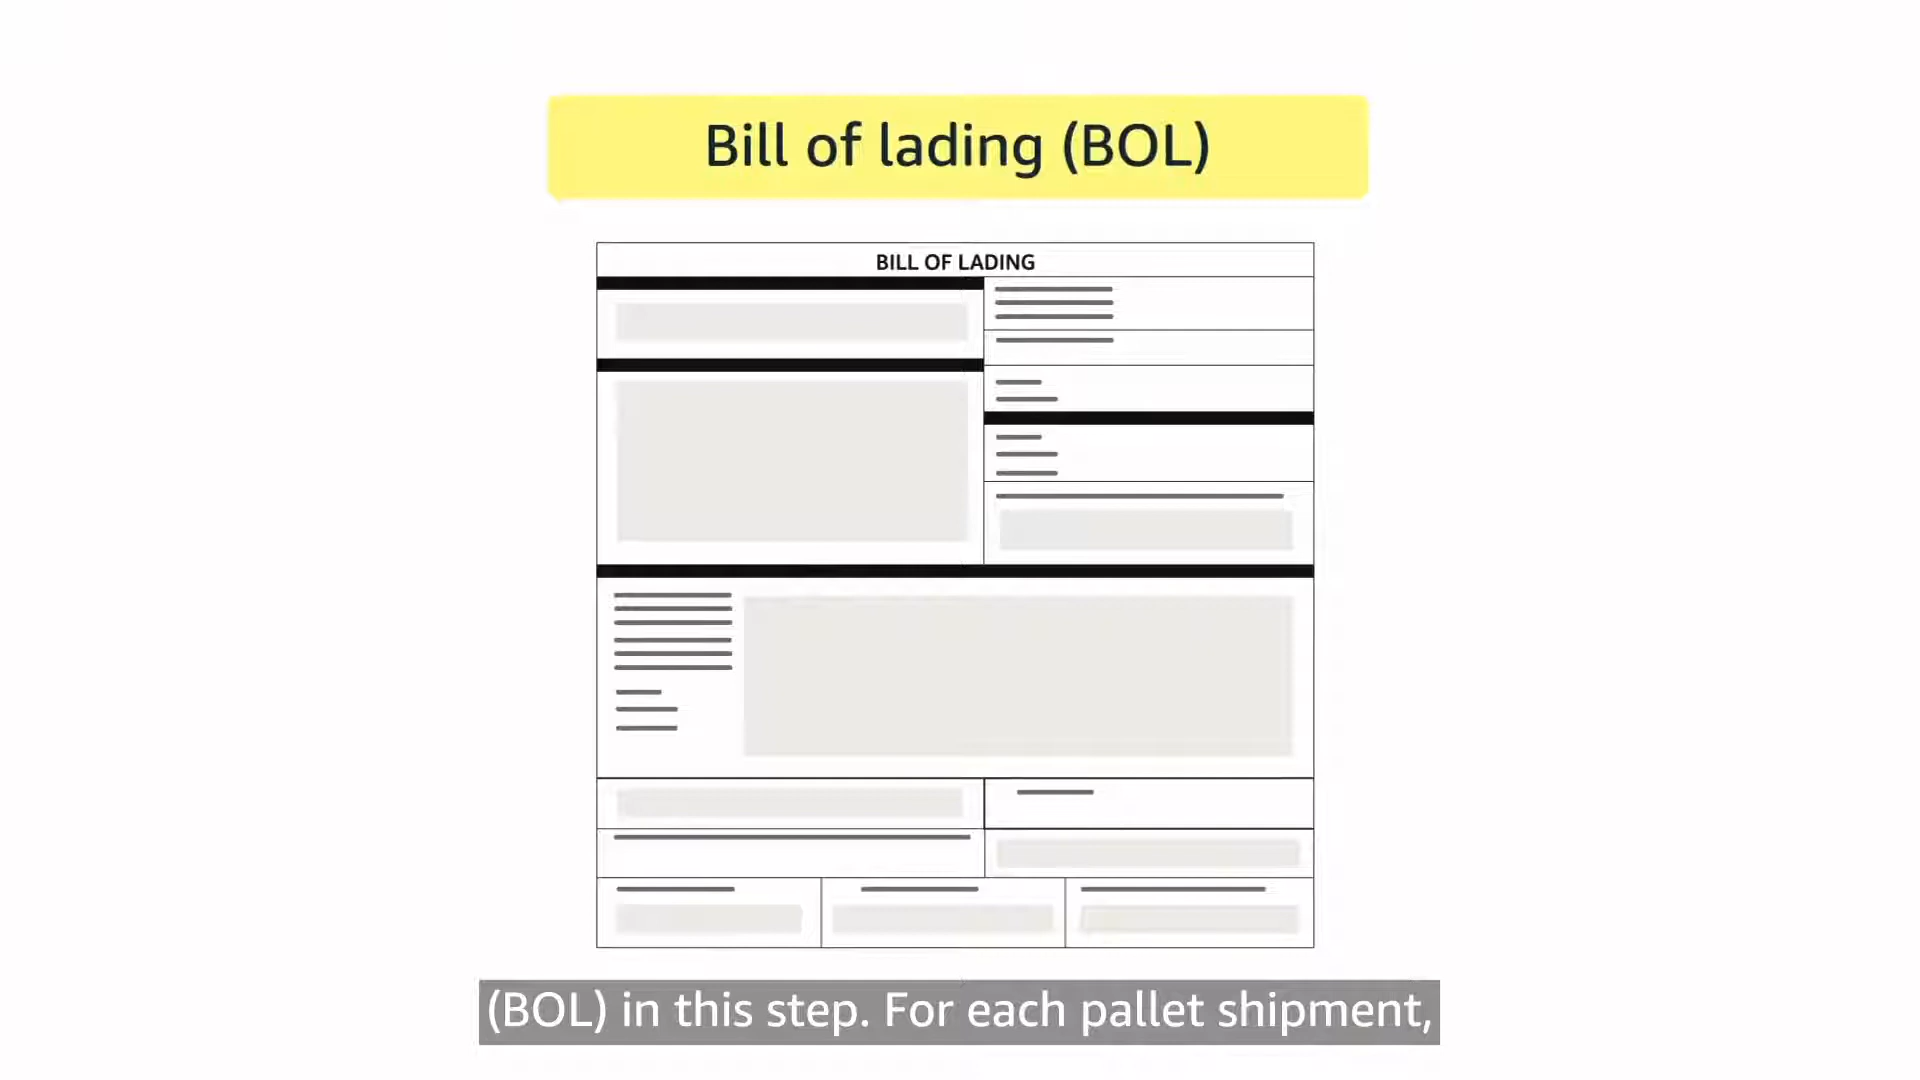 Bill of lading (BOL)
BILL OF LADING
(BOL) in this step. For each pallet shipment,